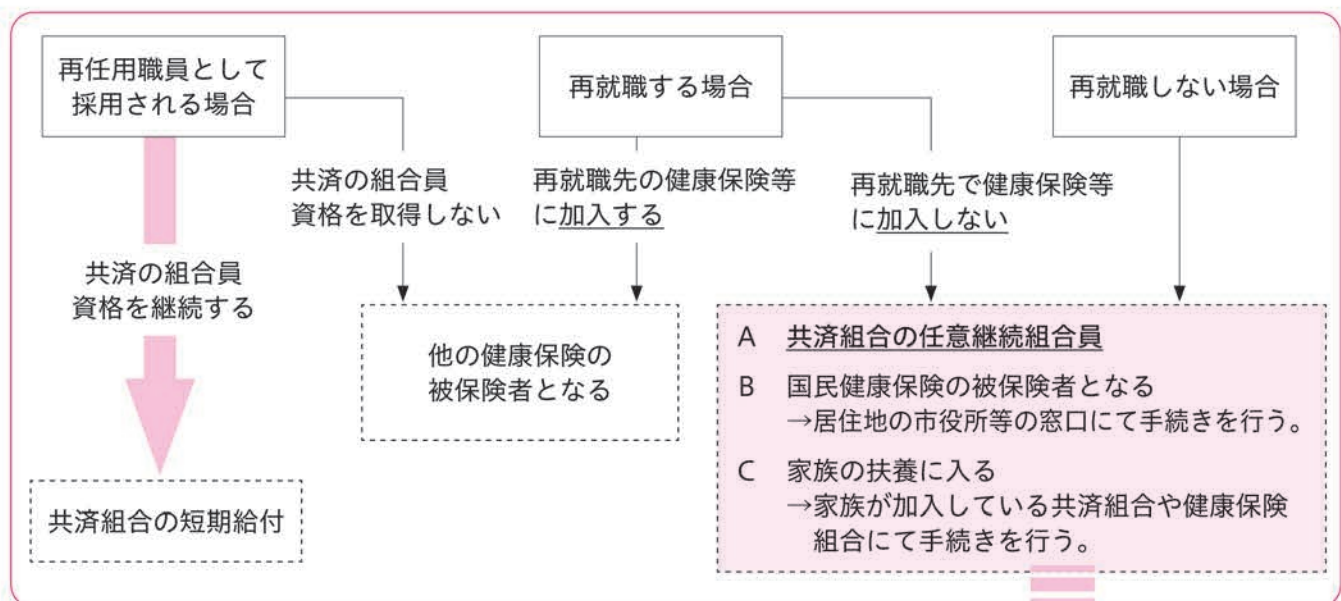 再任用職員として
採用される場合
再就職する場合
再就職しない場合
共済の組合員
資格を取得しない
再就職先の健康保険等
に加入する
再就職先で健康保険等
に加入しない
共済の組合員
資格を継続する
他の健康保険の
被保険者となる
共済組合の短期給付
A 共済組合の任意継続組合員
B 国民健康保険の被保険者となる
→居住地の市役所等の窓口にて手続きを行う。
C 家族の扶養に入る
→家族が加入している共済組合や健康保険
組合にて手続きを行う。